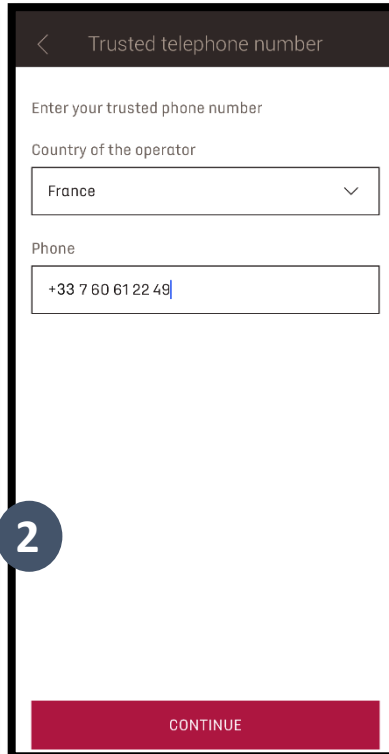 Trusted telephone number
Enter your trusted phone number
Country of the operator
France
Phone
+33 7 60 61 22 49
2
CONTINUE